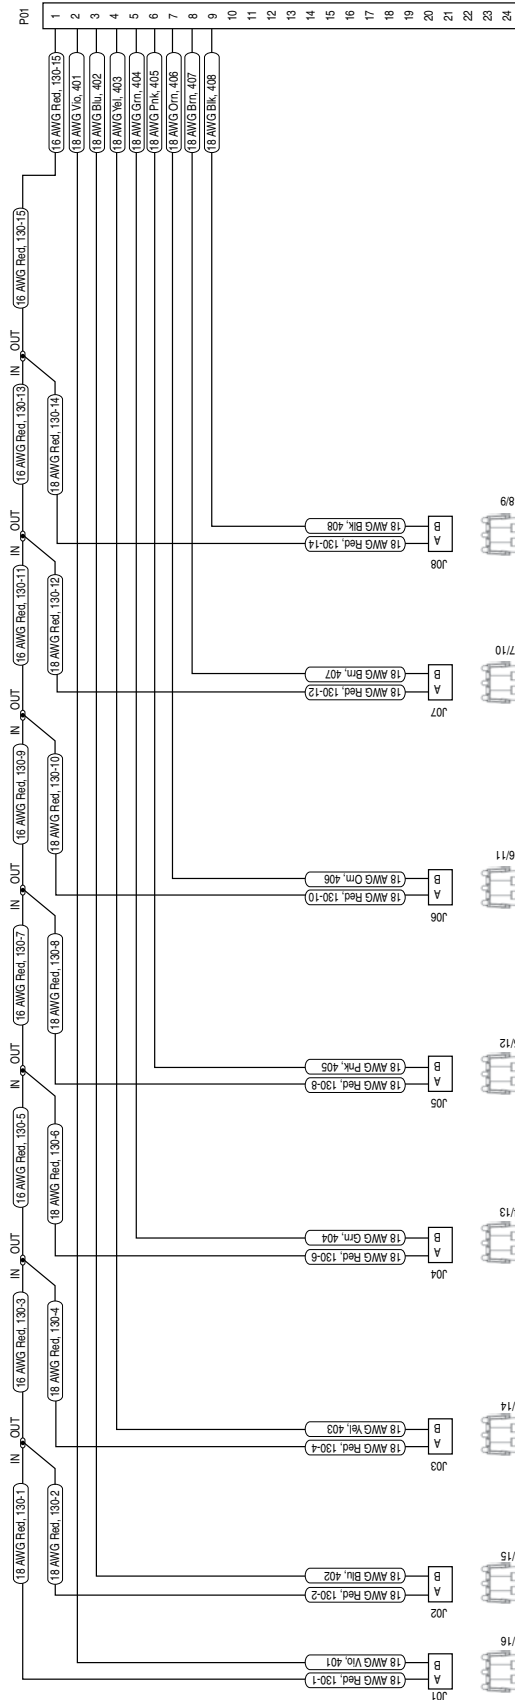 P01
1
2
3
4
5
6
7
8
9
10
11
12
13
14
15
16
17
18
19
20
21
22
23
24
16 AWG Red, 130-15
18 AWG Vio, 401
18 AWG Blu, 402
18 AWG Yel, 403
18 AWG Grn, 404
18 AWG Pnk, 405
18 AWG Orn, 406
18 AWG Brn, 407
18 AWG Blk, 408
16 AWG Red, 130-15
IN OUT
16 AWG Red, 130-13
18 AWG Red, 130-14
IN OUT
16 AWG Red, 130-11
18 AWG Red, 130-12
IN OUT
16 AWG Red, 130-9
18 AWG Red, 130-10
IN OUT
16 AWG Red, 130-7
18 AWG Red, 130-8
IN OUT
16 AWG Red, 130-5
18 AWG Red, 130-6
IN OUT
16 AWG Red, 130-3
18 AWG Red, 130-4
IN OUT
18 AWG Red, 130-1
18 AWG Red, 130-2
18 AWG Blk, 408
B
18 AWG Red, 130-14
A
J08
8/9
18 AWG Brn, 407
B
18 AWG Red, 130-12
A
J07
7/10
18 AWG Orn, 406
B
18 AWG Red, 130-10
A
J06
6/11
18 AWG Pnk, 405
B
18 AWG Red, 130-8
A
J05
/12
18 AWG Grn, 404
B
18 AWG Red, 130-6
A
J04
/13
18 AWG Yel, 403
B
18 AWG Red, 130-4
A
J03
/14
18 AWG Blu, 402
B
18 AWG Red, 130-2
A
J02
/15
18 AWG Vio, 401
B
18 AWG Red, 130-1
A
J01
/16